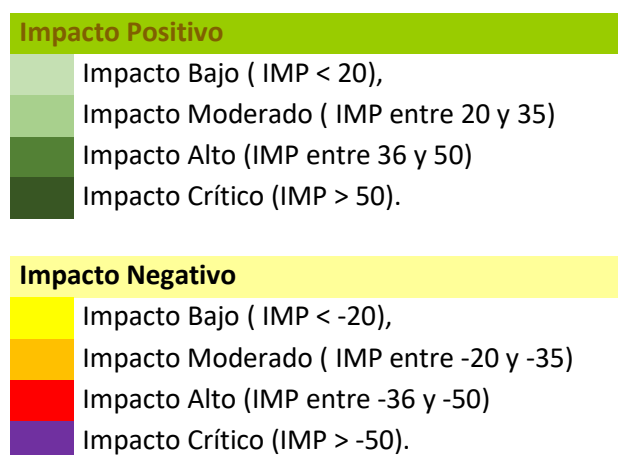 Impacto Positivo
Impacto Bajo ( IMP < 20),
Impacto Moderado ( IMP entre 20 y 35)
Impacto Alto (IMP entre 36 y 50)
Impacto Crítico (IMP > 50).
Impacto Negativo
Impacto Bajo ( IMP < -20),
Impacto Moderado ( IMP entre -20 y -35)
Impacto Alto (IMP entre -36 y -50)
Impacto Crítico (IMP > -50).